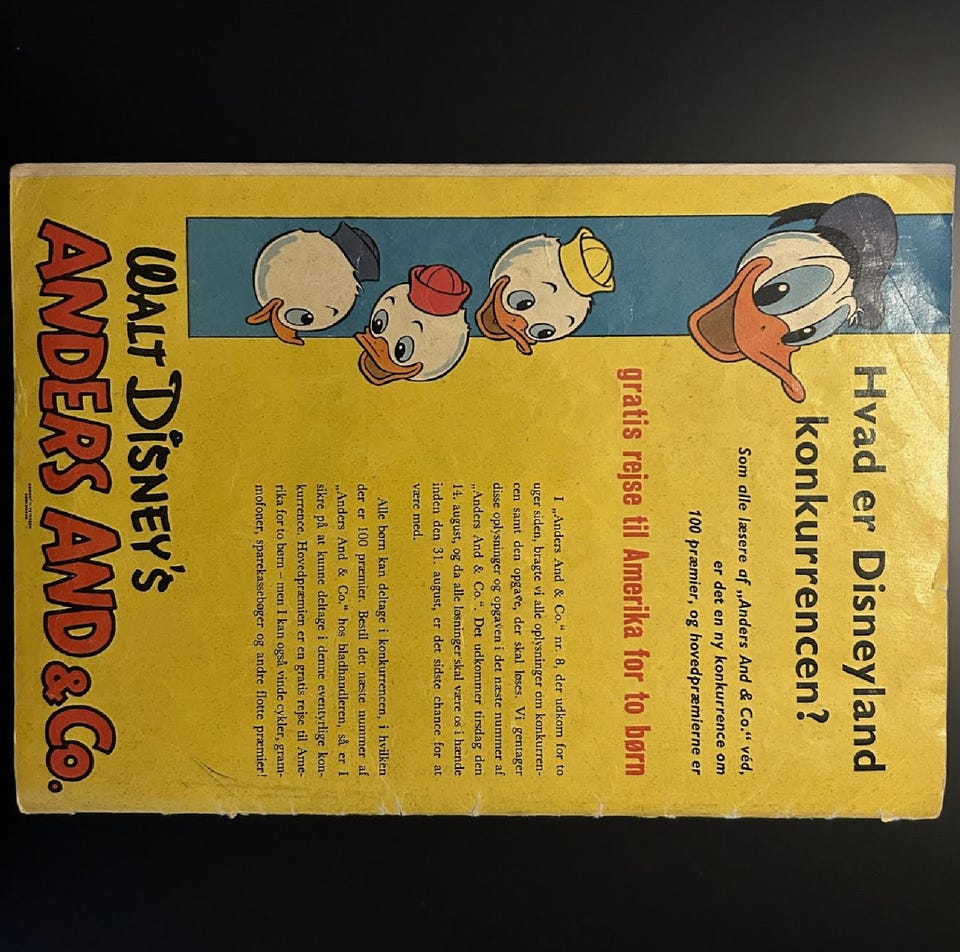 Hvad er Disneyland
konkurrencen?
Som alle læsere af „Anders And & Co.“ véd,
er det en ny konkurrence om
100 præmier, og hovedpræmierne er
gratis rejse til Amerika for to børn
I „Anders And & Co.“ nr. 8, der udkom for to
uger siden, bragte vi alle oplysninger om konkurren-
cen samt den opgave, der skal løses. Vi gentager
disse oplysninger og opgaven i det næste nummer af
„Anders And & Co.“. Det udkommer tirsdag den
14. august, og da alle løsninger skal være os i hænde
inden den 31. august, er det sidste chance for at
være med.
Alle børn kan deltage i konkurrencen, i hvilken
der er 100 præmier. Bestil det næste nummer af
„Anders And & Co.“ hos bladhandleren, så er I
sikre på at kunne deltage i denne eventyrlige kon-
kurrence. Hovedpræmien er en gratis rejse til Ame-
rika for to børn – men I kan også vinde cykler, gram-
mofoner, sparekassebøger og andre flotte præmier!
WALT DISNEY'S
ANDERS AND & CO.